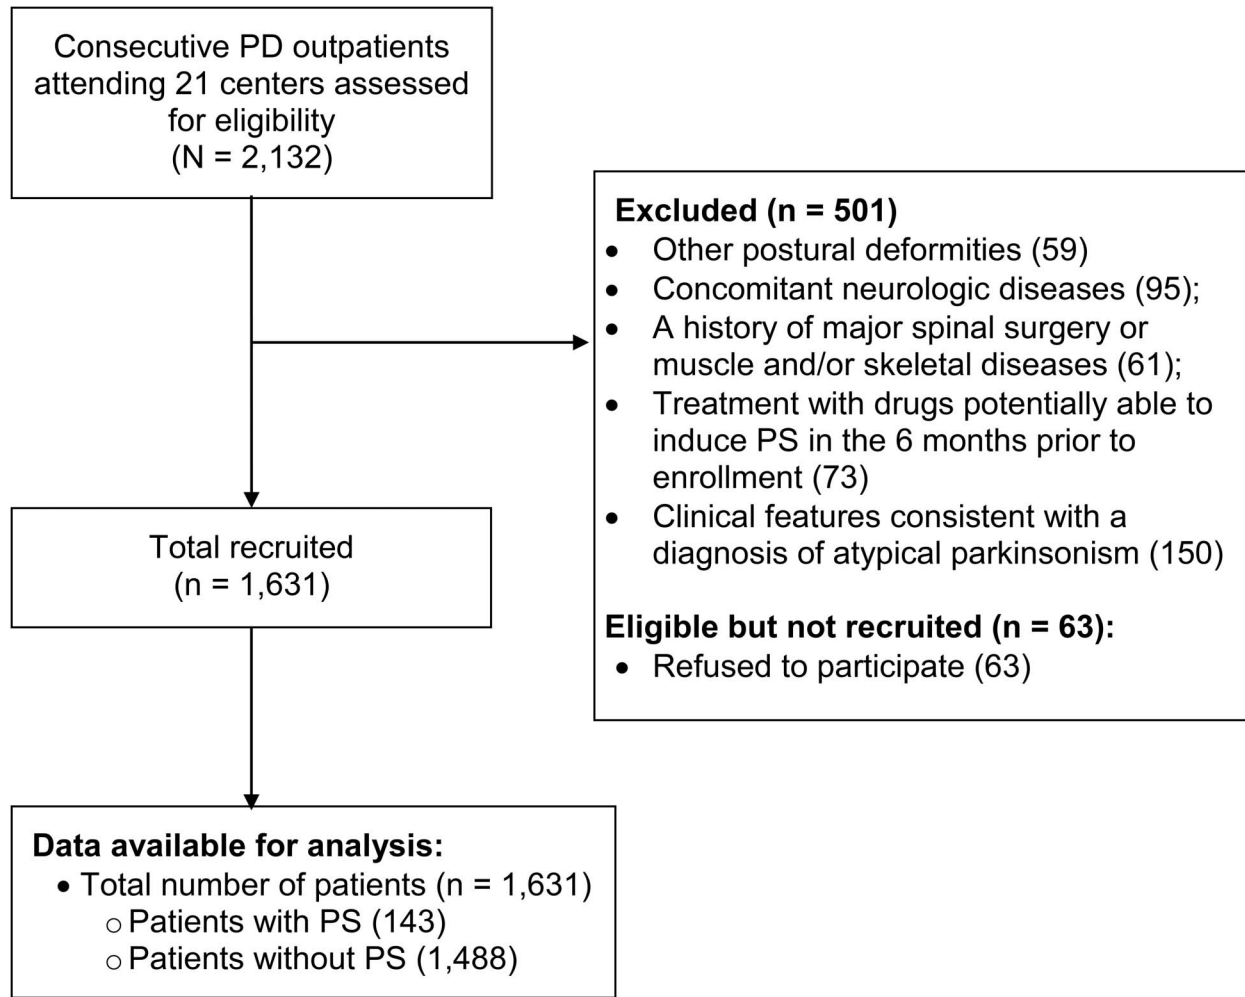 Consecutive PD outpatients
attending 21 centers assessed
for eligibility
(N = 2,132)
Excluded (n = 501)
• Other postural deformities (59)
• Concomitant neurologic diseases (95);
• A history of major spinal surgery or
muscle and/or skeletal diseases (61);
• Treatment with drugs potentially able to
induce PS in the 6 months prior to
enrollment (73)
• Clinical features consistent with a
diagnosis of atypical parkinsonism (150)
Eligible but not recruited (n = 63):
• Refused to participate (63)
Total recruited
(n = 1,631)
Data available for analysis:
• Total number of patients (n = 1,631)
○ Patients with PS (143)
○ Patients without PS (1,488)